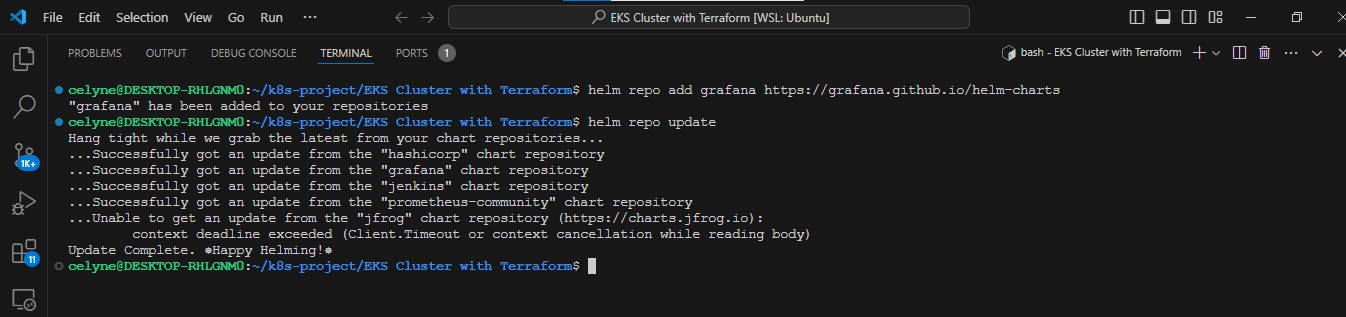 File Edit Selection View Go Run ··· ← → EKS Cluster with Terraform [WSL: Ubuntu]
PROBLEMS OUTPUT DEBUG CONSOLE TERMINAL PORTS 1 bash - EKS Cluster with Terraform
celyne@DESKTOP-RHLGNM0:~/k8s-project/EKS Cluster with Terraform$ helm repo add grafana https://grafana.github.io/helm-charts
"grafana" has been added to your repositories
celyne@DESKTOP-RHLGNM0:~/k8s-project/EKS Cluster with Terraform$ helm repo update
Hang tight while we grab the latest from your chart repositories...
...Successfully got an update from the "hashicorp" chart repository
...Successfully got an update from the "grafana" chart repository
...Successfully got an update from the "jenkins" chart repository
...Successfully got an update from the "prometheus-community" chart repository
...Unable to get an update from the "jfrog" chart repository (https://charts.jfrog.io):
context deadline exceeded (Client.Timeout or context cancellation while reading body)
Update Complete. ⎈Happy Helming!⎈
celyne@DESKTOP-RHLGNM0:~/k8s-project/EKS Cluster with Terraform$
1K+
11